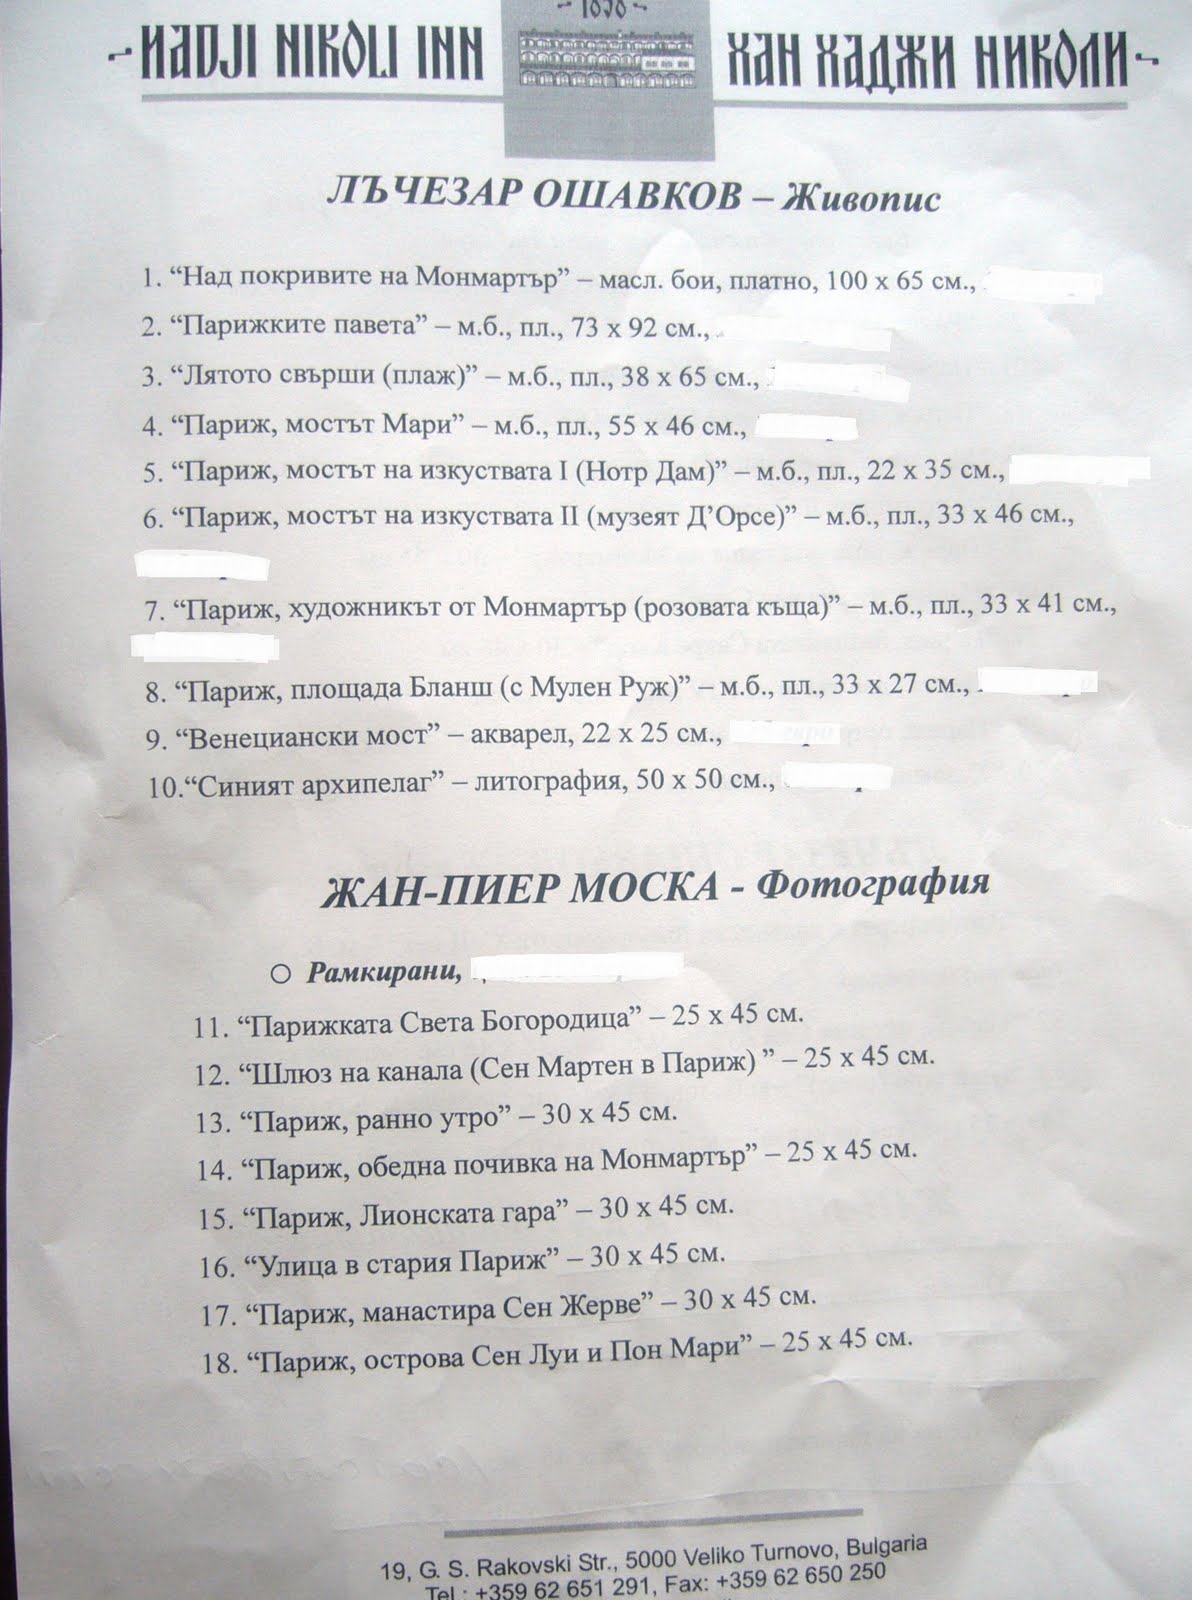 HADJI NIKOLI INN
ХАН ХАДЖИ НИКОЛИ
ЛЪЧЕЗАР ОШАВКОВ – Живопис
1. “Над покривите на Монмартър” – масл. бои, платно, 100 х 65 см.,
2. “Парижките павета” – м.б., пл., 73 х 92 см.,
3. “Лятото свърши (плаж)” – м.б., пл., 38 х 65 см.,
4. “Париж, мостът Мари” – м.б., пл., 55 х 46 см.,
5. “Париж, мостът на изкуствата I (Нотр Дам)” – м.б., пл., 22 х 35 см.,
6. “Париж, мостът на изкуствата II (музеят Д’Орсе)” – м.б., пл., 33 х 46 см.,
7. “Париж, художникът от Монмартър (розовата къща)” – м.б., пл., 33 х 41 см.,
8. “Париж, площада Бланш (с Мулен Руж)” – м.б., пл., 33 х 27 см.,
9. “Венециански мост” – акварел, 22 х 25 см.,
10.“Синият архипелаг” – литография, 50 х 50 см.,
ЖАН-ПИЕР МОСКА - Фотография
○ Рамкирани,
11. “Парижката Света Богородица” – 25 х 45 см.
12. “Шлюз на канала (Сен Мартен в Париж) ” – 25 х 45 см.
13. “Париж, ранно утро” – 30 х 45 см.
14. “Париж, обедна почивка на Монмартър” – 25 х 45 см.
15. “Париж, Лионската гара” – 30 х 45 см.
16. “Улица в стария Париж” – 30 х 45 см.
17. “Париж, манастира Сен Жерве” – 30 х 45 см.
18. “Париж, острова Сен Луи и Пон Мари” – 25 х 45 см.
19, G. S. Rakovski Str., 5000 Veliko Turnovo, Bulgaria
Tel.: +359 62 651 291, Fax: +359 62 650 250